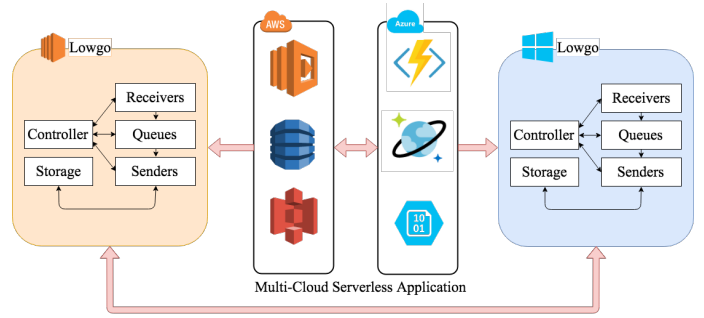 Lowgo
Receivers
Controller
Queues
Storage
Senders
AWS
Azure
10
01
Lowgo
Receivers
Controller
Queues
Storage
Senders
Multi-Cloud Serverless Application